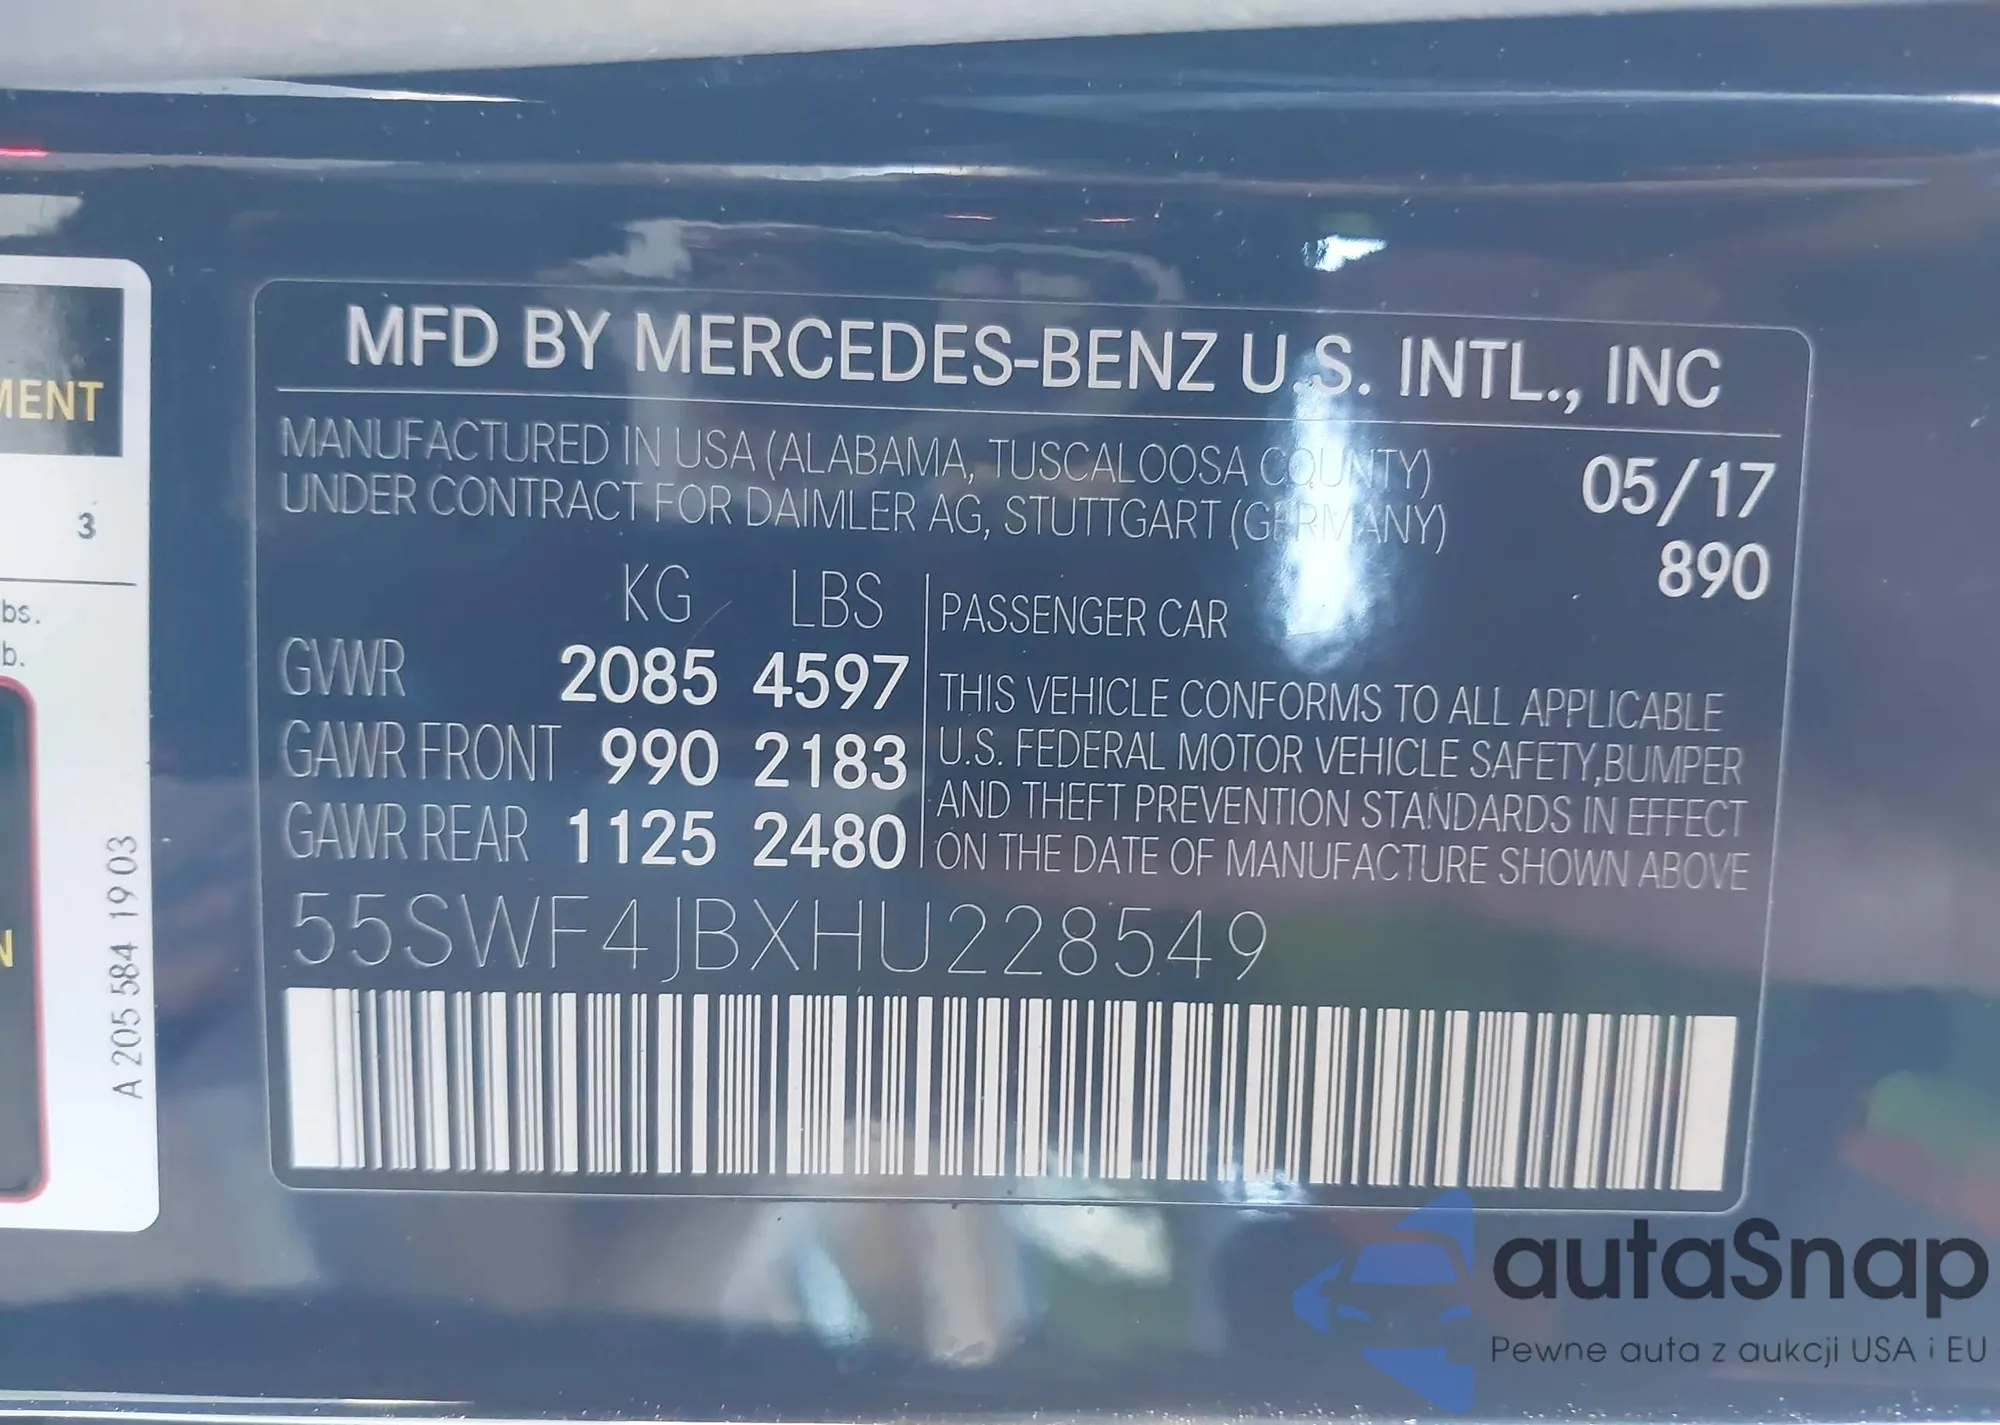 MENT
3
bs.
b.
N
A 205 584 19 03
MFD BY MERCEDES-BENZ U.S. INTL., INC
MANUFACTURED IN USA (ALABAMA, TUSCALOOSA COUNTY)
UNDER CONTRACT FOR DAIMLER AG, STUTTGART (GERMANY)
05/17
890
KG LBS
GVWR 2085 4597
GAWR FRONT 990 2183
GAWR REAR 1125 2480
PASSENGER CAR
THIS VEHICLE CONFORMS TO ALL APPLICABLE
U.S. FEDERAL MOTOR VEHICLE SAFETY,BUMPER
AND THEFT PREVENTION STANDARDS IN EFFECT
ON THE DATE OF MANUFACTURE SHOWN ABOVE
55SWF4JBXHU228549
autaSnap
Pewne auta z aukcji USA i EU